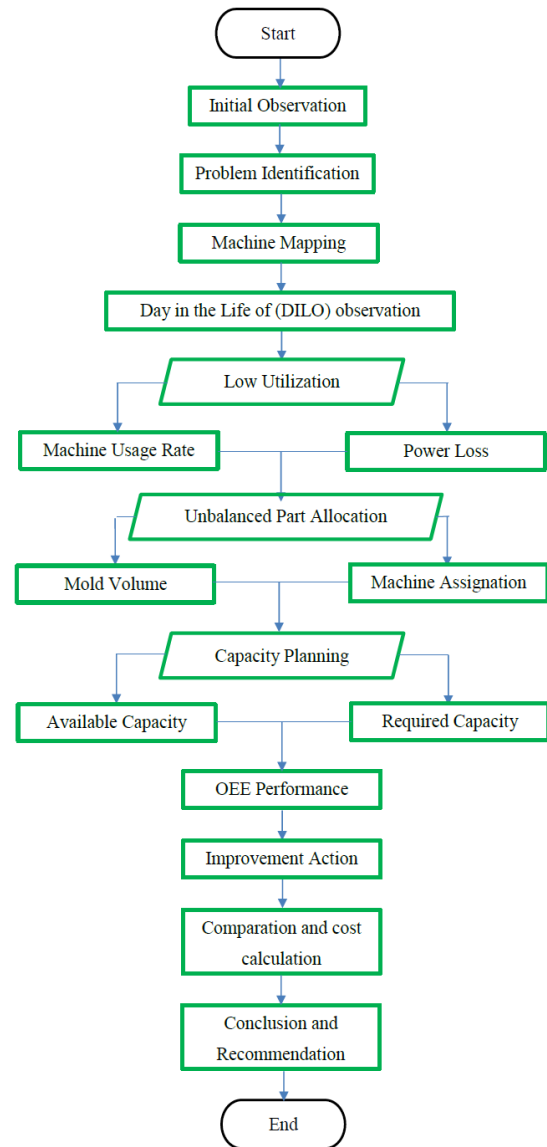 Start
Initial Observation
Problem Identification
Machine Mapping
Day in the Life of (DILO) observation
Low Utilization
Machine Usage Rate
Power Loss
Unbalanced Part Allocation
Mold Volume
Machine Assignation
Capacity Planning
Available Capacity
Required Capacity
OEE Performance
Improvement Action
Comparation and cost
calculation
Conclusion and
Recommendation
End